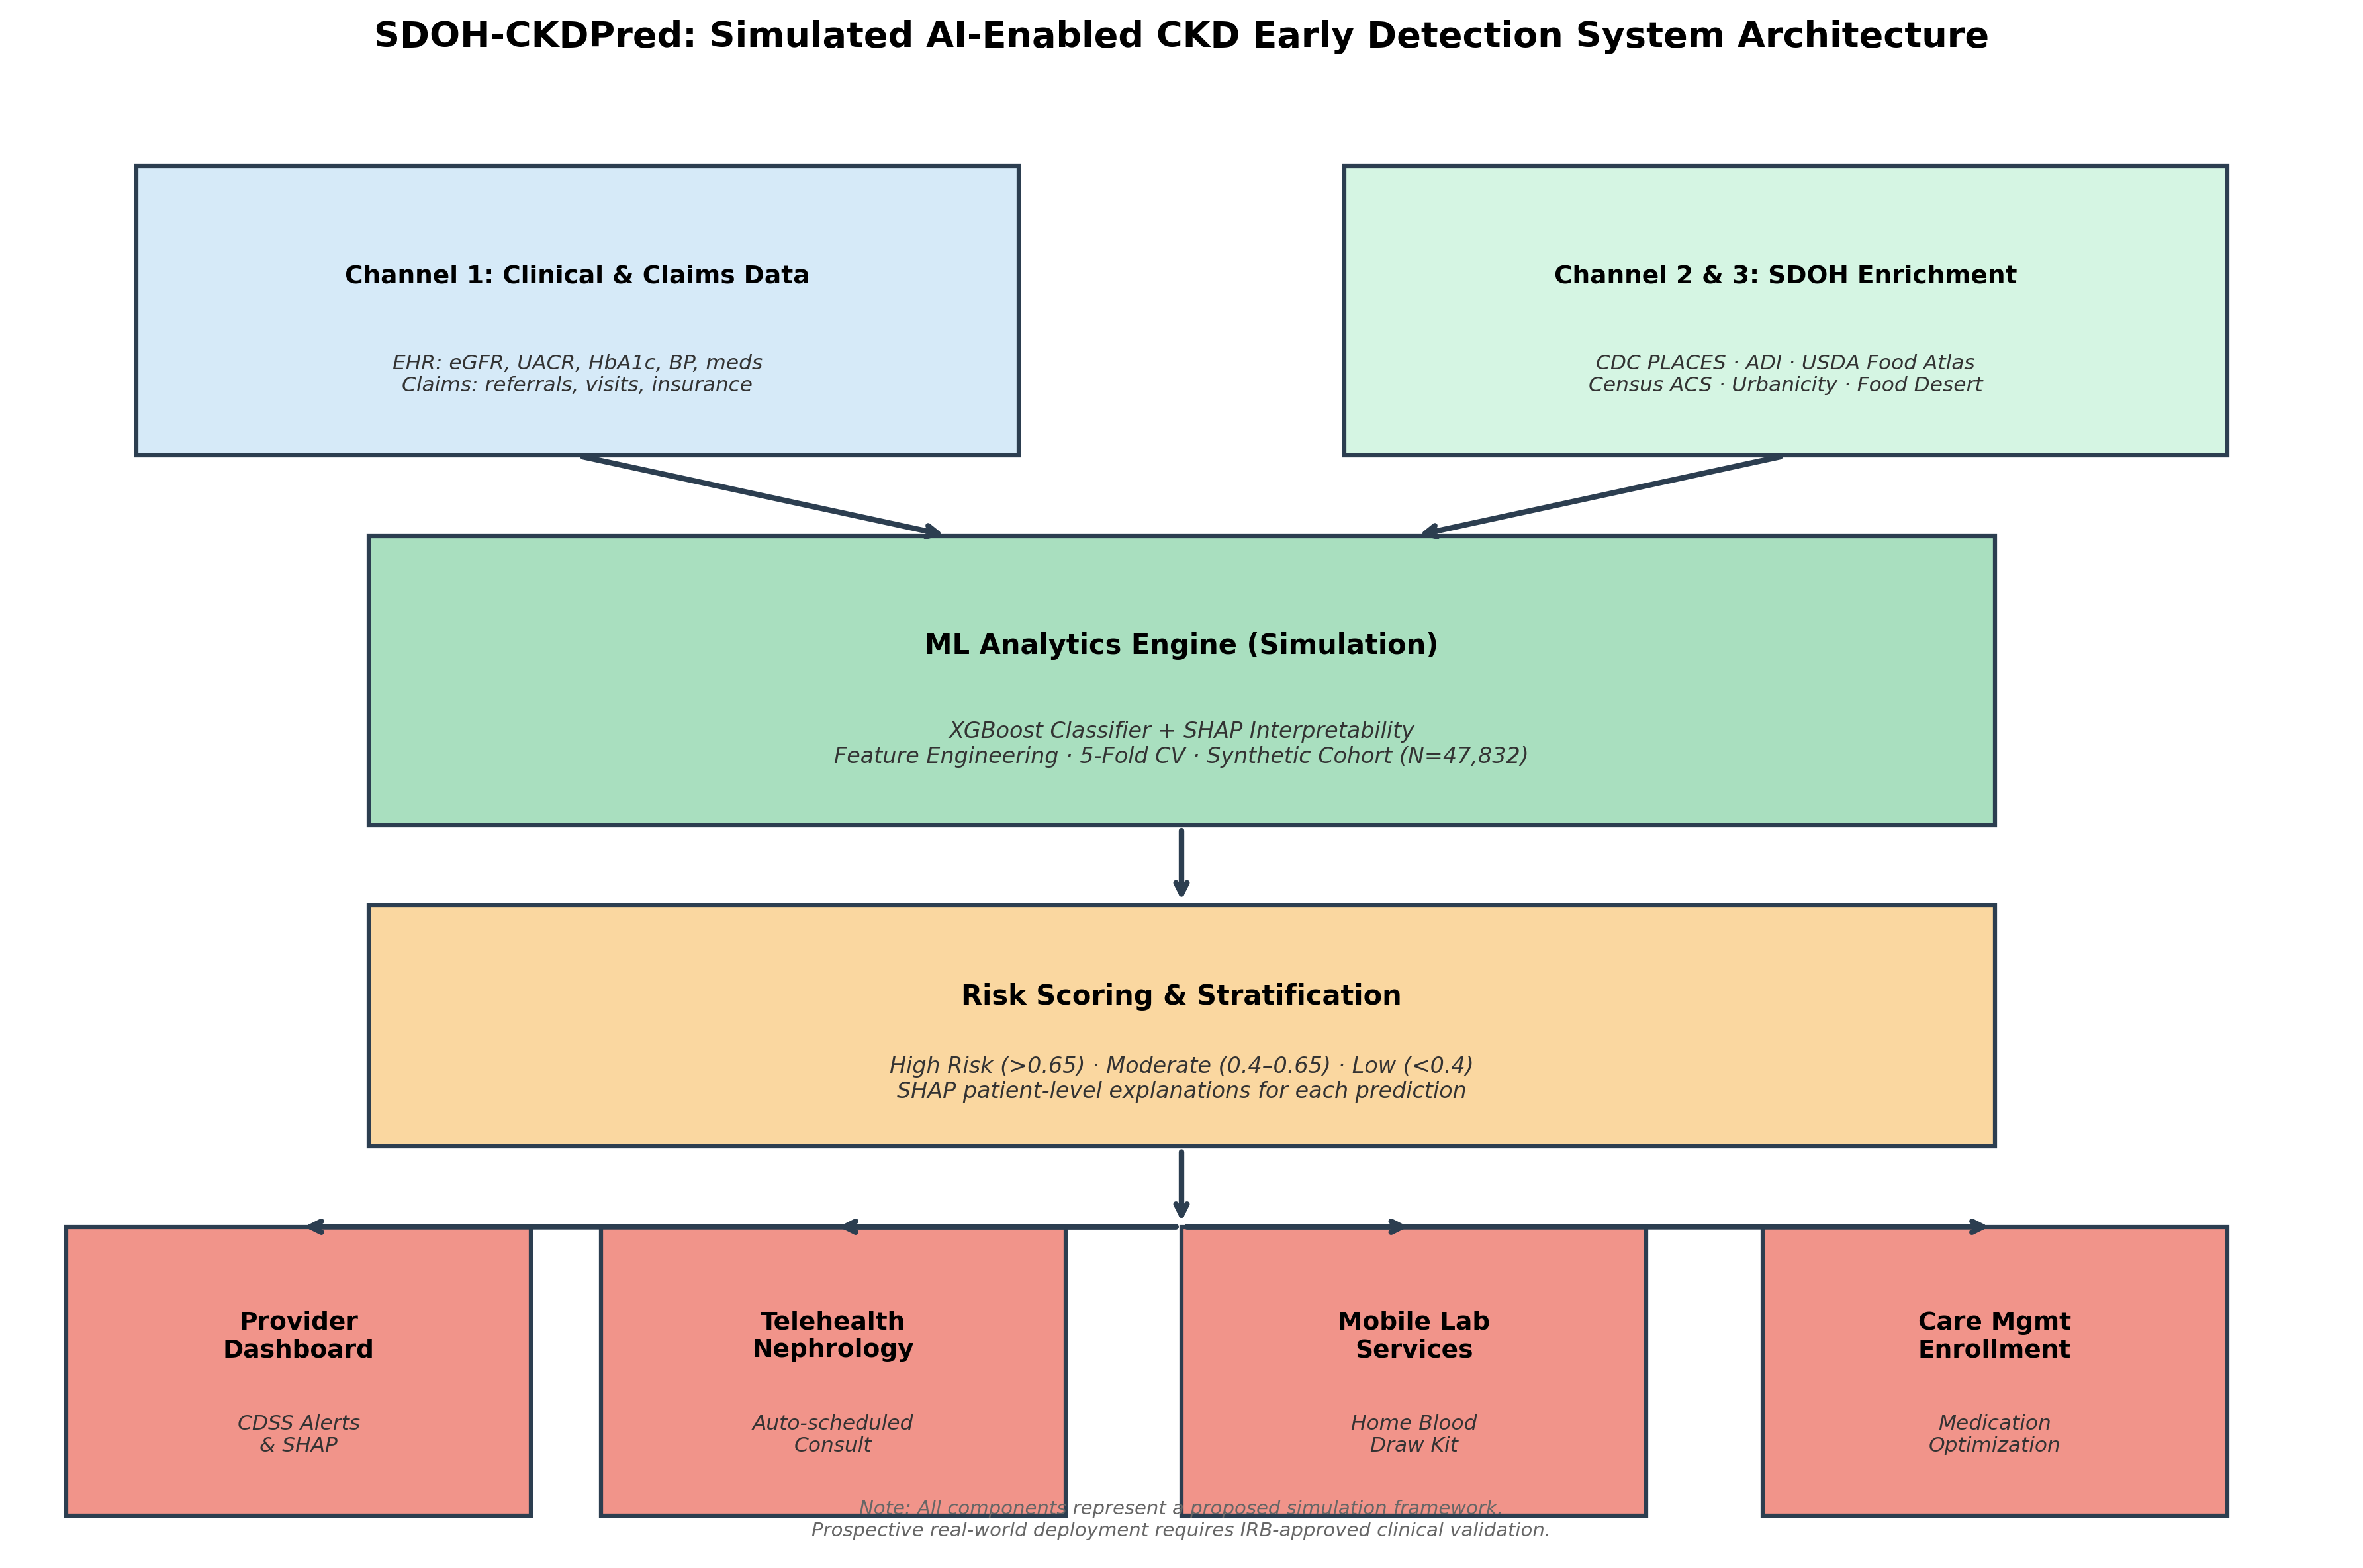 SDOH-CKDPred: Simulated AI-Enabled CKD Early Detection System Architecture
Channel 1: Clinical & Claims Data
EHR: eGFR, UACR, HbA1c, BP, meds
Claims: referrals, visits, insurance
Channel 2 & 3: SDOH Enrichment
CDC PLACES · ADI · USDA Food Atlas
Census ACS · Urbanicity · Food Desert
ML Analytics Engine (Simulation)
XGBoost Classifier + SHAP Interpretability
Feature Engineering · 5-Fold CV · Synthetic Cohort (N=47,832)
Risk Scoring & Stratification
High Risk (>0.65) · Moderate (0.4–0.65) · Low (<0.4)
SHAP patient-level explanations for each prediction
Provider
Dashboard
CDSS Alerts
& SHAP
Telehealth
Nephrology
Auto-scheduled
Consult
Mobile Lab
Services
Home Blood
Draw Kit
Care Mgmt
Enrollment
Medication
Optimization
Note: All components represent a proposed simulation framework.
Prospective real-world deployment requires IRB-approved clinical validation.